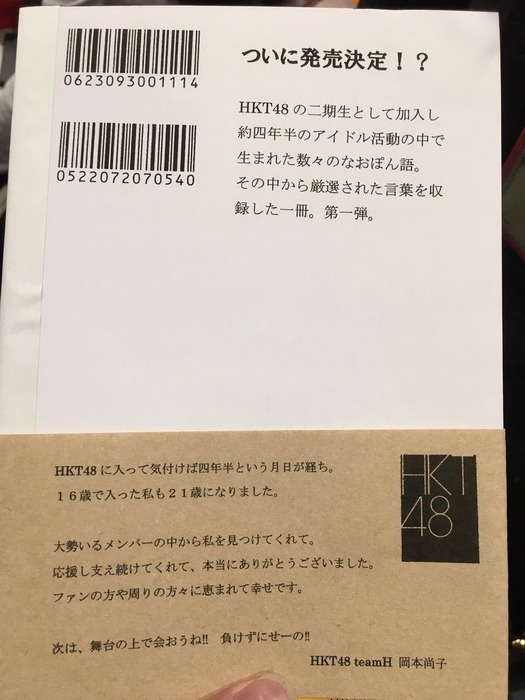 0623093001114
0522072070540
ついに発売決定!?
HKT48の二期生として加入し
約四年半のアイドル活動の中で
生まれた数々のなおぽん語。
その中から厳選された言葉を収
録した一冊。第一弾。
HKT48に入って気付けば四年半という月日が経ち。
16歳で入った私も21歳になりました。
大勢いるメンバーの中から私を見つけてくれて。
応援し支え続けてくれて、本当にありがとうございました。
ファンの方や周りの方々に恵まれて幸せです。
次は、舞台の上で会おうね!! 負けずにせーの!!
HKT48 teamH 岡本尚子
HKT
48